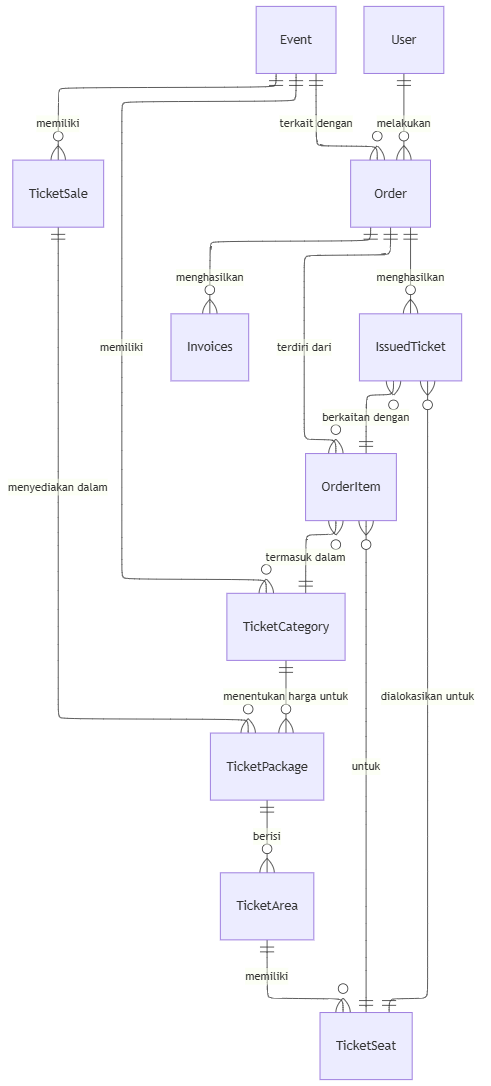 Event
User
memiliki
terkait dengan
melakukan
TicketSale
Order
menghasilkan
menghasilkan
Invoices
memiliki
terdiri dari
IssuedTicket
berkaitan dengan
menyediakan dalam
OrderItem
termasuk dalam
TicketCategory
menentukan harga untuk
dialokasikan untuk
TicketPackage
untuk
berisi
TicketArea
memiliki
TicketSeat